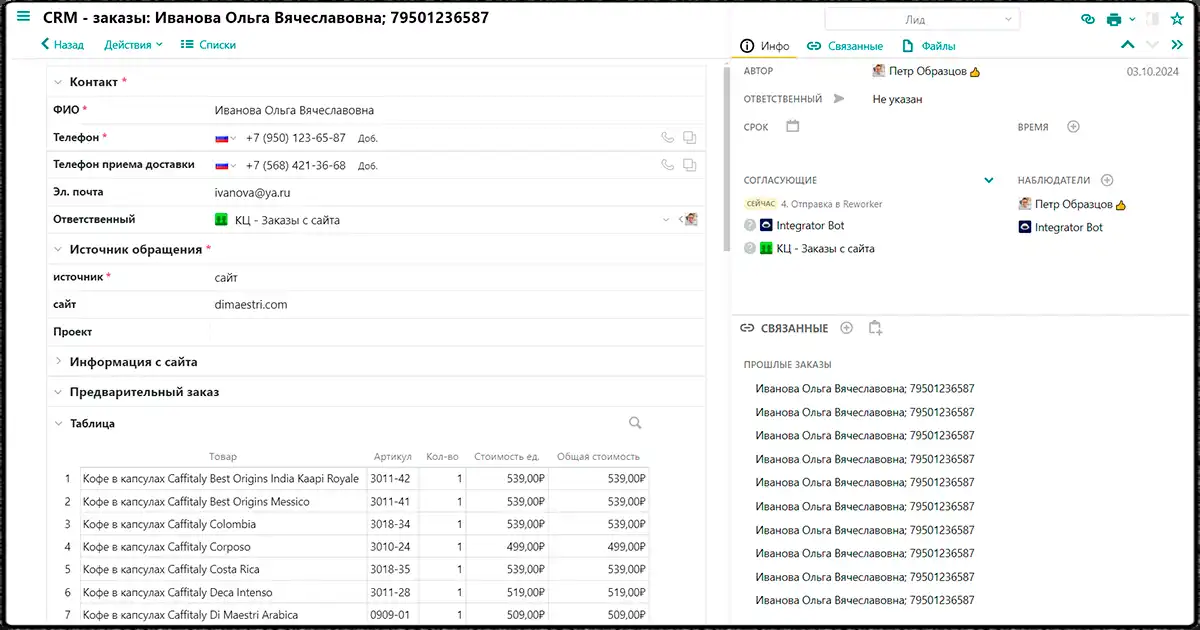 CRM - заказы: Иванова Ольга Вячеславовна; 79501236587
Лид
Назад Действия Списки
Инфо Связанные Файлы
Контакт *
ФИО * Иванова Ольга Вячеславовна
Телефон * +7 (950) 123-65-87 Доб.
Телефон приема доставки +7 (568) 421-36-68 Доб.
Эл. почта ivanova@ya.ru
Ответственный КЦ - Заказы с сайта
Источник обращения *
источник * сайт
сайт dimaestri.com
Проект
Информация с сайта
Предварительный заказ
Таблица
Товар Артикул Кол-во Стоимость ед. Общая стоимость
1 Кофе в капсулах Caffitaly Best Origins India Kaapi Royale 3011-42 1 539,00₽ 539,00₽
2 Кофе в капсулах Caffitaly Best Origins Messico 3011-41 1 539,00₽ 539,00₽
3 Кофе в капсулах Caffitaly Colombia 3018-34 1 539,00₽ 539,00₽
4 Кофе в капсулах Caffitaly Corposo 3010-24 1 499,00₽ 499,00₽
5 Кофе в капсулах Caffitaly Costa Rica 3018-35 1 539,00₽ 539,00₽
6 Кофе в капсулах Caffitaly Deca Intenso 3011-28 1 519,00₽ 519,00₽
7 Кофе в капсулах Caffitaly Di Maestri Arabica 0909-01 1 509,00₽ 509,00₽
АВТОР Петр Образцов 03.10.2024
ОТВЕТСТВЕННЫЙ Не указан
СРОК ВРЕМЯ
СОГЛАСУЮЩИЕ НАБЛЮДАТЕЛИ
СЕЙЧАС 4. Отправка в Reworker Петр Образцов
Integrator Bot Integrator Bot
КЦ - Заказы с сайта
СВЯЗАННЫЕ
ПРОШЛЫЕ ЗАКАЗЫ
Иванова Ольга Вячеславовна; 79501236587
Иванова Ольга Вячеславовна; 79501236587
Иванова Ольга Вячеславовна; 79501236587
Иванова Ольга Вячеславовна; 79501236587
Иванова Ольга Вячеславовна; 79501236587
Иванова Ольга Вячеславовна; 79501236587
Иванова Ольга Вячеславовна; 79501236587
Иванова Ольга Вячеславовна; 79501236587
Иванова Ольга Вячеславовна; 79501236587
Иванова Ольга Вячеславовна; 79501236587